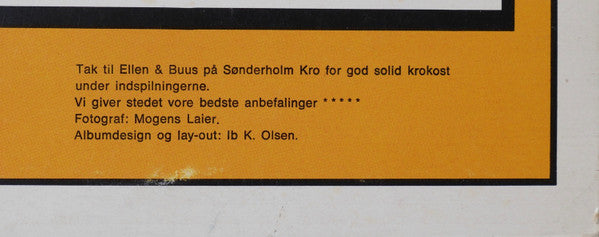 Tak til Ellen & Buus på Sønderholm Kro for god solid krokost
under indspilningerne.
Vi giver stedet vore bedste anbefalinger *****
Fotograf: Mogens Laier.
Albumdesign og lay-out: Ib K. Olsen.